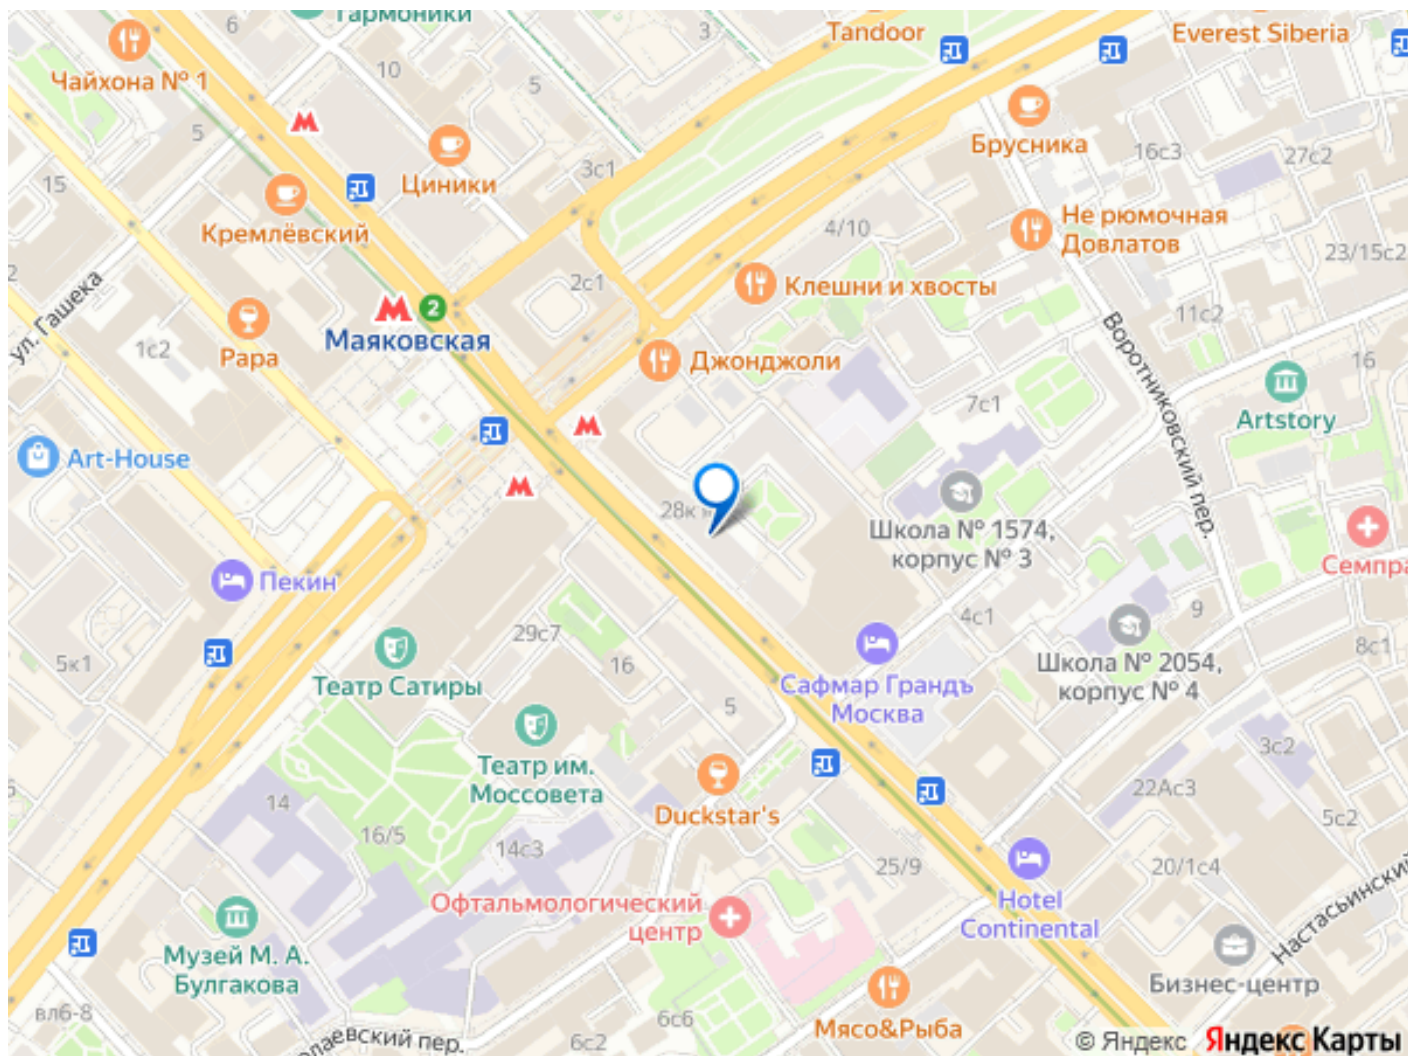 Гармоники
Tandoor
Everest Siberia
6
3
Чайхона № 1
10
5
5
Циники
3с1
Брусника
16с3
27с2
15
Кремлёвский
4/10
Не рюмочная
Довлатов
23/15с2
2
ул. Гашека
2с1
Клешни и хвосты
2
Маяковская
11с2
1с2
Papa
Джонджоли
16
Воротниковский пер.
7с1
Artstory
Art-House
28к
Школа № 1574,
корпус № 3
Семпра
Пекин
9
4с1
29с7
5к1
16
8с1
Школа № 2054,
корпус № 4
Театр Сатиры
Сафмар Грандъ
Москва
5
3с2
Театр им.
Моссовета
22Ас3
14
Duckstar's
5с2
16/5
14с3
25/9
20/1с4
Hotel
Continental
Офтальмологический
центр
Настасьинский
Музей М. А.
Булгакова
Бизнес-центр
вл6-8
6с6
Мясо&Рыба
лаевский пер.
6с2
© Яндекс Яндекс Карты